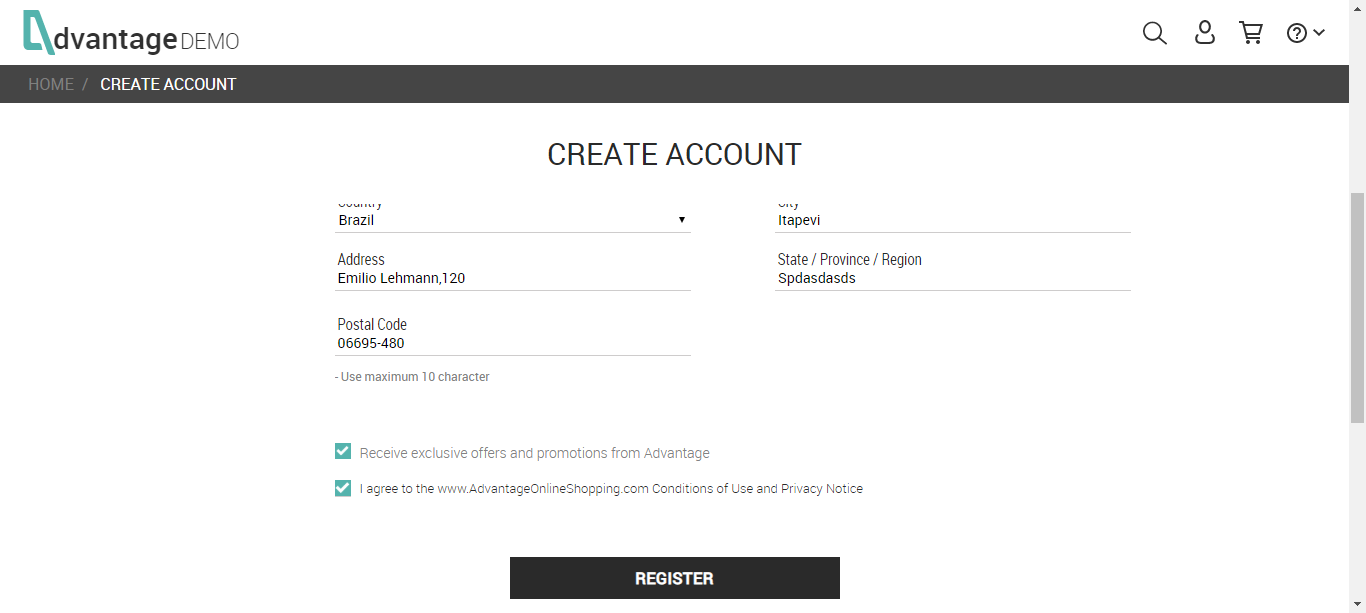 dvantage DEMO
HOME / CREATE ACCOUNT
CREATE ACCOUNT
Country City
Brazil Itapevi
Address State / Province / Region
Emilio Lehmann,120 Spdasdasds
Postal Code
06695-480
- Use maximum 10 character
Receive exclusive offers and promotions from Advantage
I agree to the www.AdvantageOnlineShopping.com Conditions of Use and Privacy Notice
REGISTER